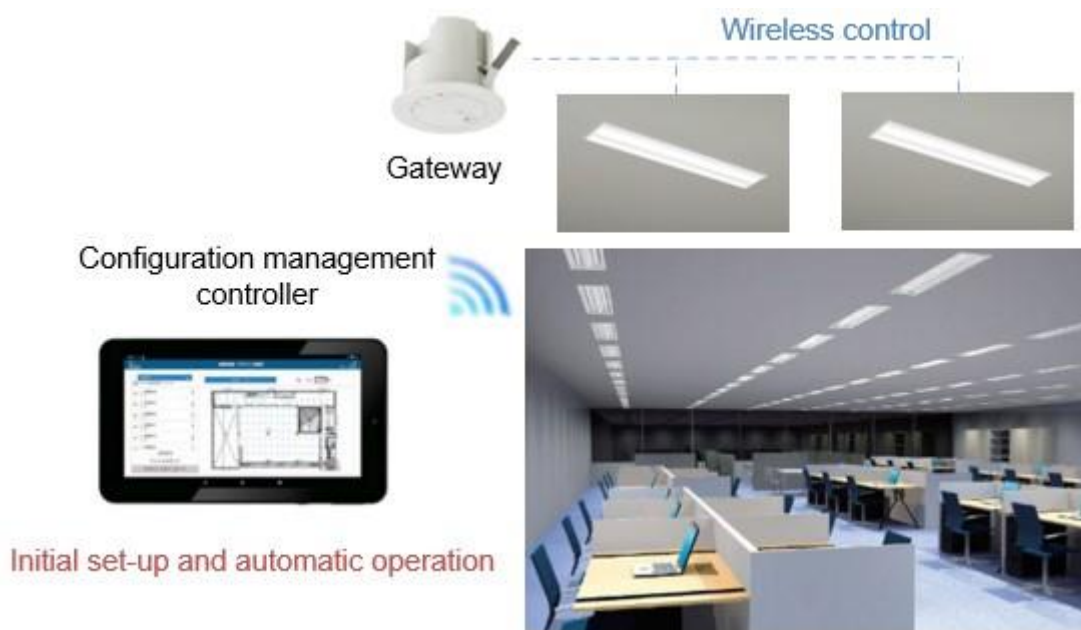 Wireless control
Gateway
Configuration management
controller
Initial set-up and automatic operation